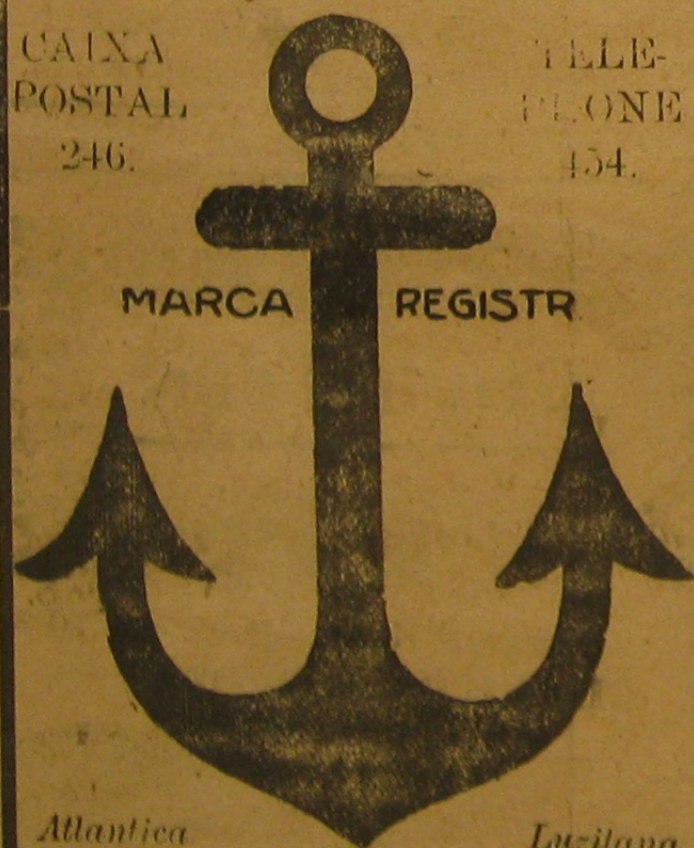 CAIXA
POSTAL
246.
TELE-
PHONE
454.
MARCA REGISTR
Atlantica
Luzilana